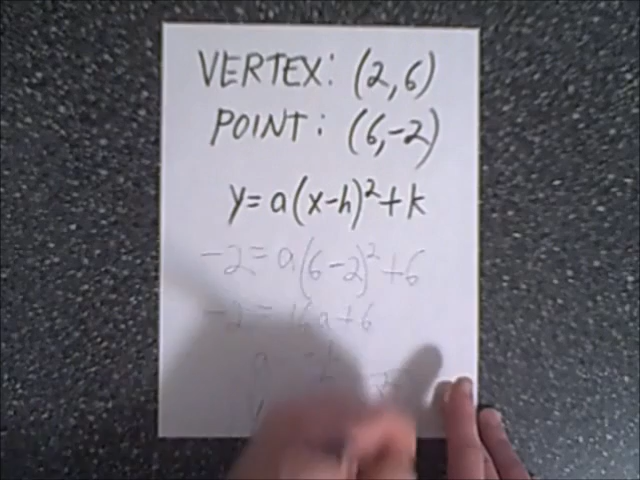 VERTEX: (2,6)
POINT: (6,-2)
y=a(x-h)²+k
-2=a(6-2)²+6
-2=16a+6